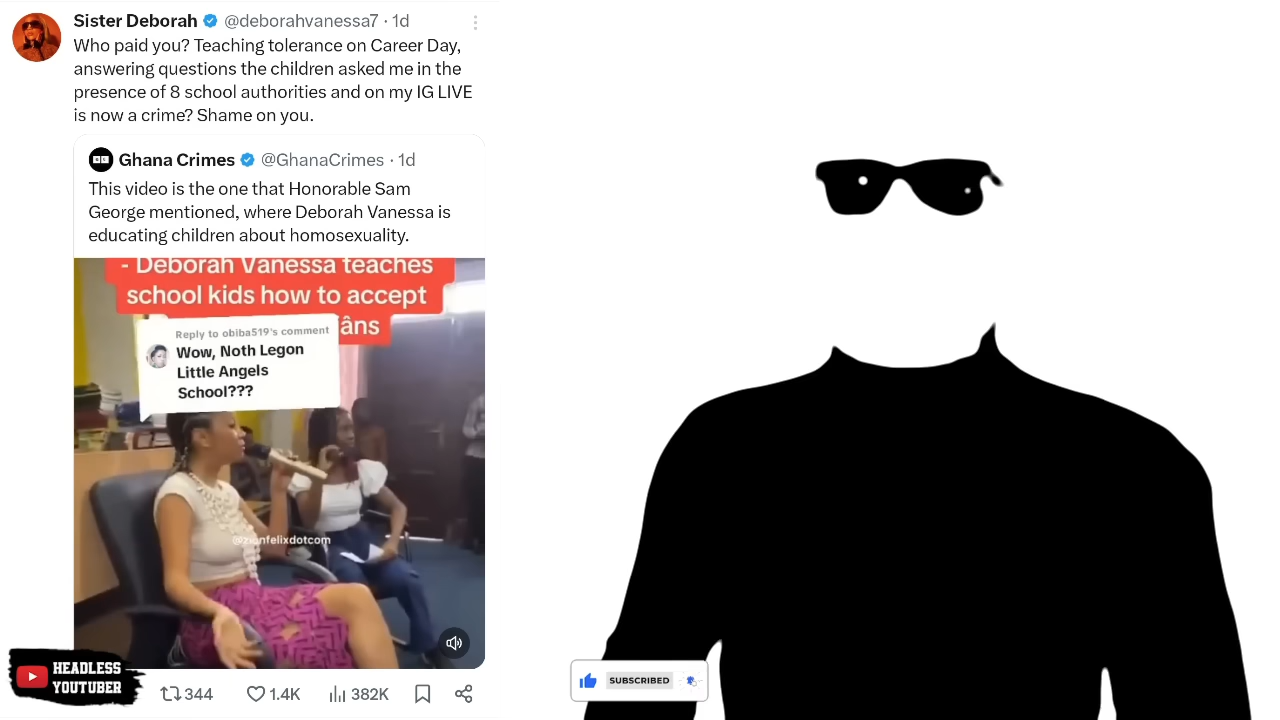 Sister Deborah @deborahvanessa7 · 1d
Who paid you? Teaching tolerance on Career Day,
answering questions the children asked me in the
presence of 8 school authorities and on my IG LIVE
is now a crime? Shame on you.
Ghana Crimes @GhanaCrimes · 1d
This video is the one that Honorable Sam
George mentioned, where Deborah Vanessa is
educating children about homosexuality.
- Deborah Vanessa teaches
school kids how to accept
iâns
Reply to obiba519's comment
Wow, Noth Legon
Little Angels
School???
@zionfelixdotcom
HEADLESS
YOUTUBER
344 1.4K 382K
SUBSCRIBED